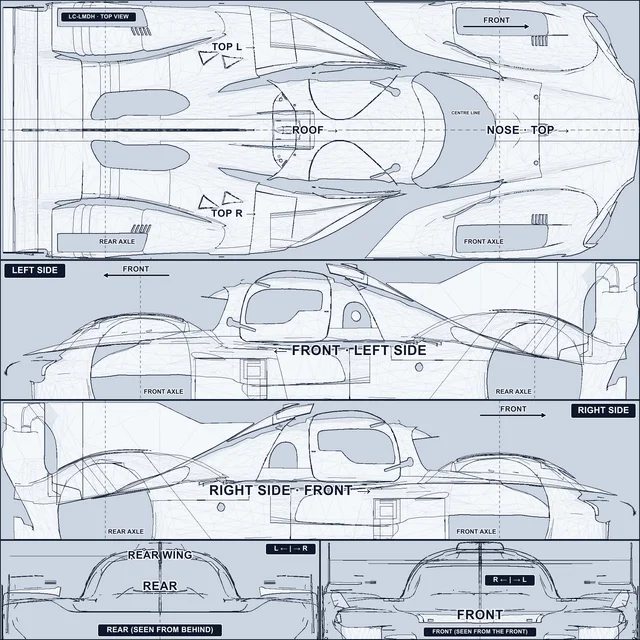 LC-LMDH · TOP VIEW
FRONT
TOP L →
CENTRE LINE
ROOF →
NOSE · TOP →
TOP R →
REAR AXLE
FRONT AXLE
LEFT SIDE
FRONT
← FRONT · LEFT SIDE
FRONT AXLE
REAR AXLE
FRONT
RIGHT SIDE
RIGHT SIDE · FRONT →
REAR AXLE
FRONT AXLE
REAR WING
L ← | → R
REAR
REAR (SEEN FROM BEHIND)
R ← | → L
FRONT
FRONT (SEEN FROM THE FRONT)